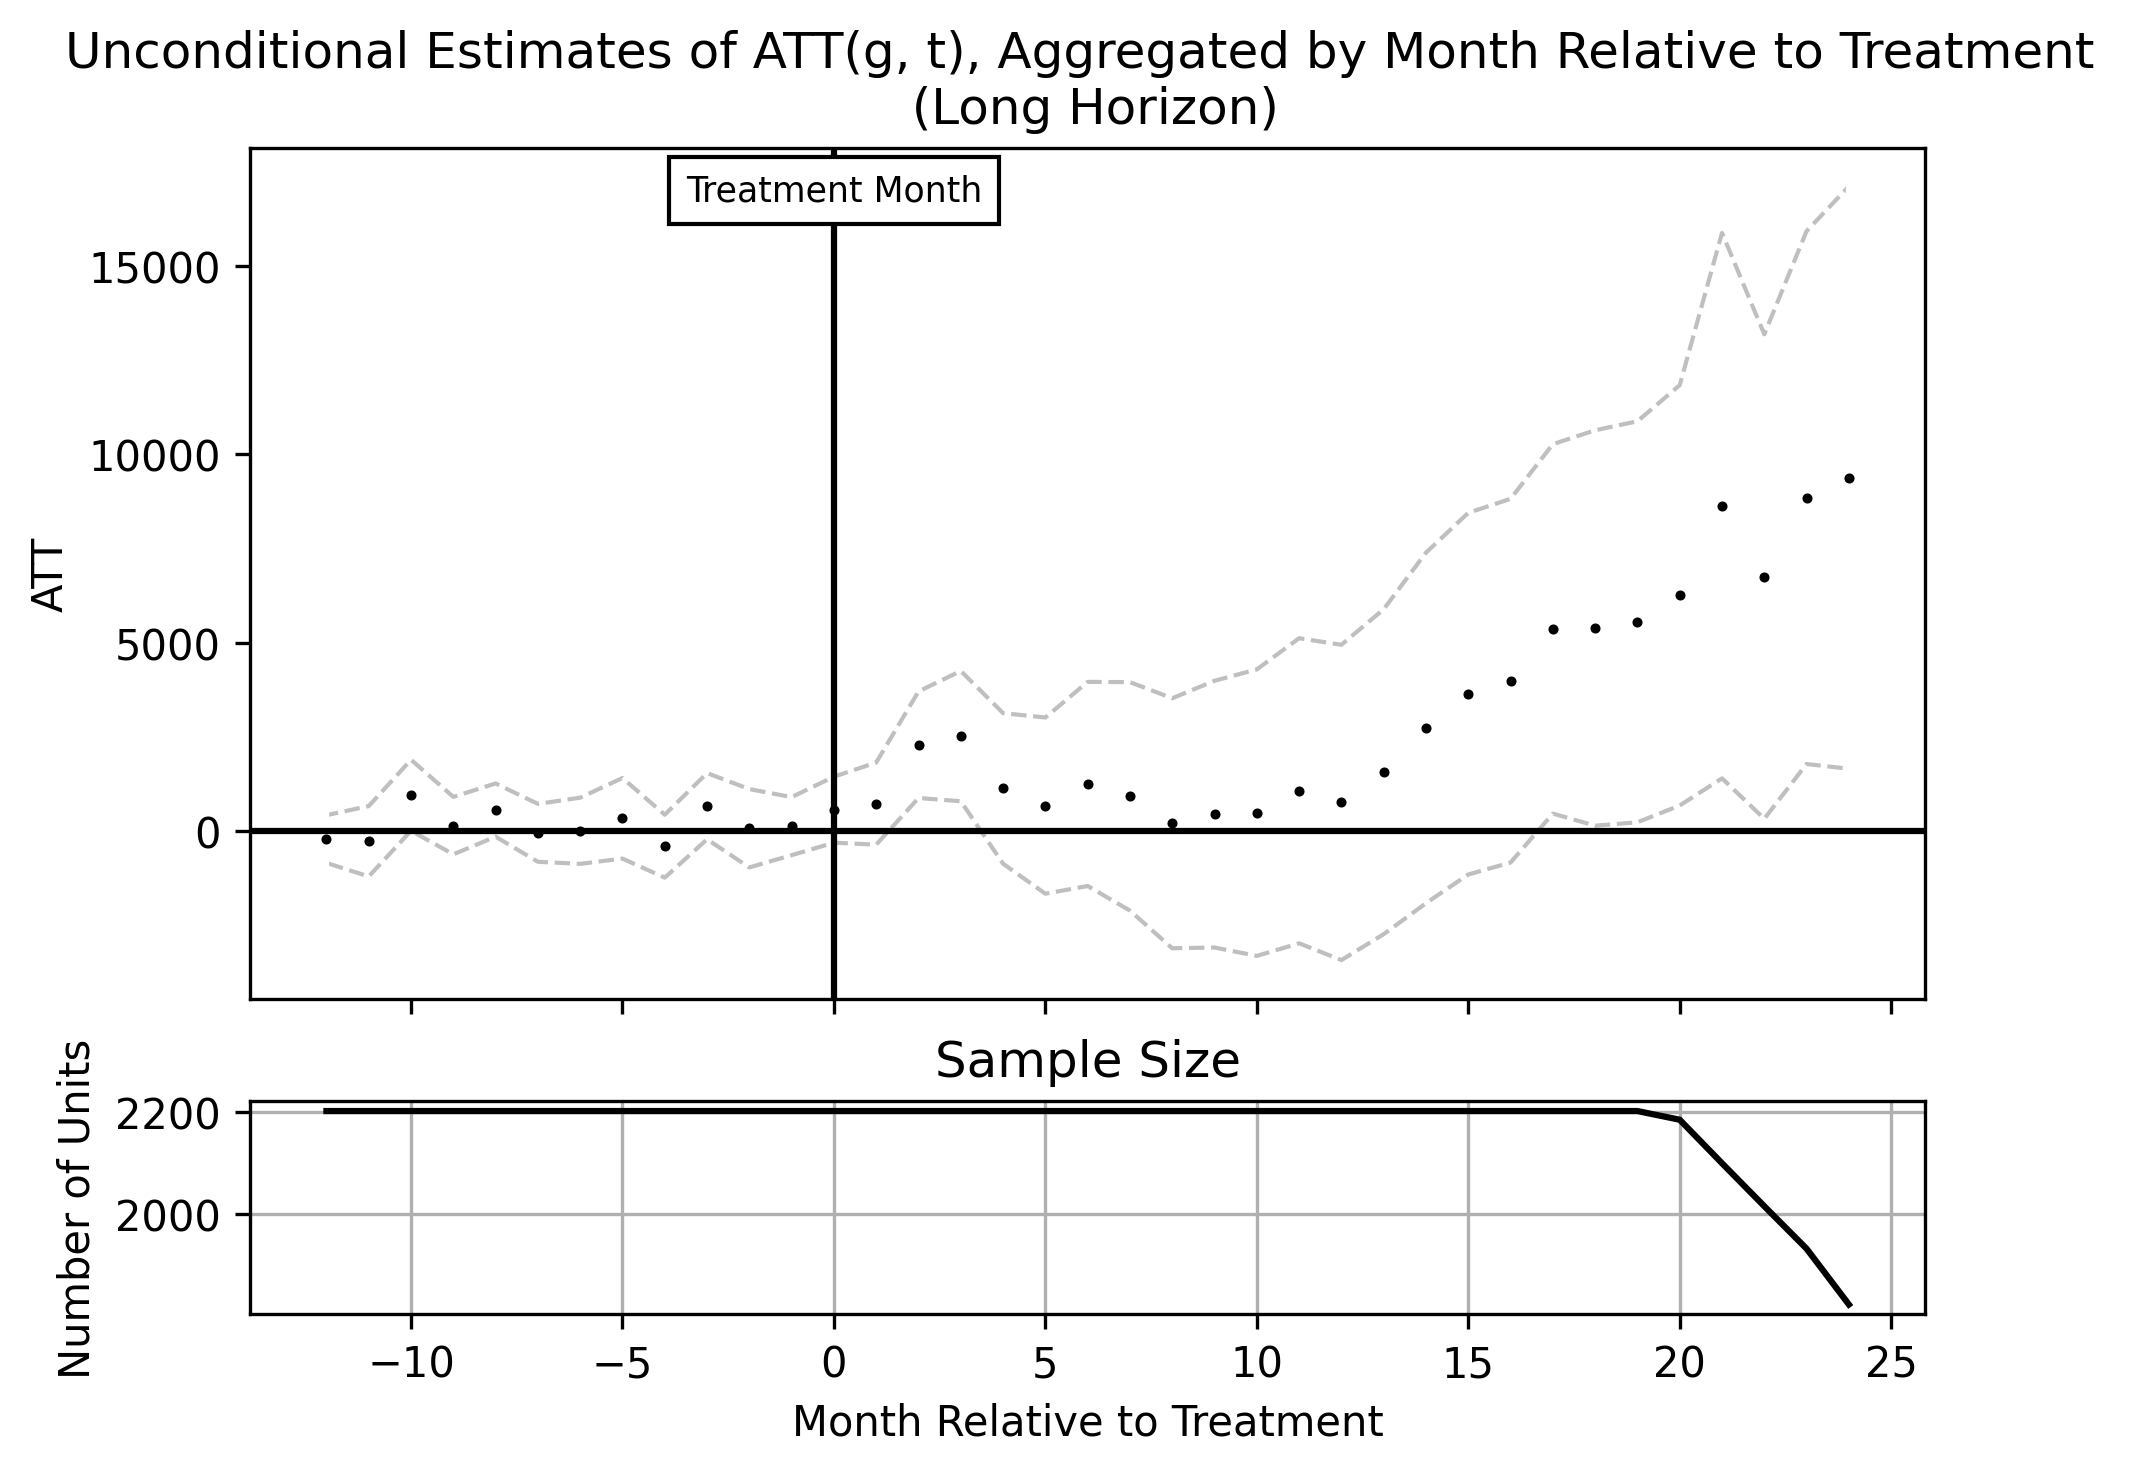 Unconditional Estimates of ATT(g, t), Aggregated by Month Relative to Treatment
(Long Horizon)
Treatment Month
15000
10000
5000
0
ATT
Sample Size
2200
2000
Number of Units
−10 −5 0 5 10 15 20 25
Month Relative to Treatment